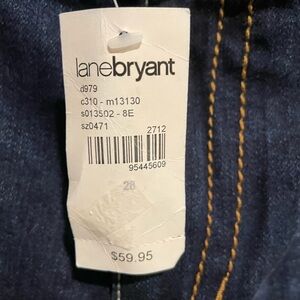 lanebryant
d979
c310 - m13130
s013502 - 8E
sz0471
2712
95445609
28
$59.95